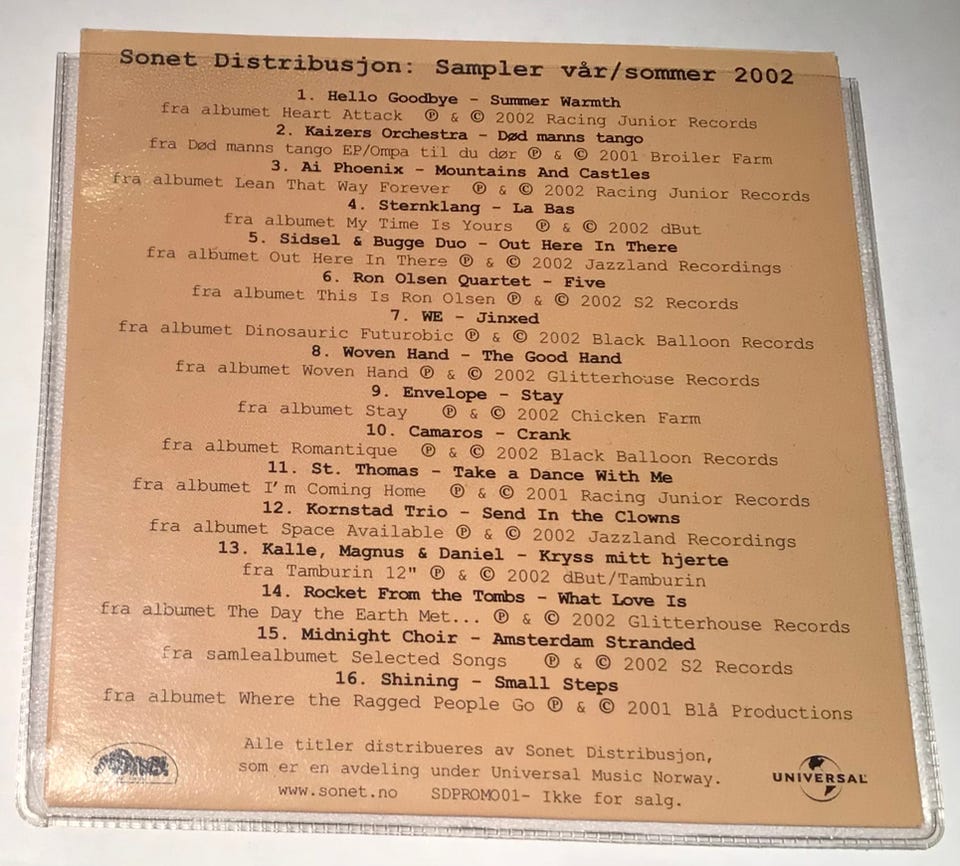 Sonet Distribusjon: Sampler vår/sommer 2002
1. Hello Goodbye - Summer Warmth
fra albumet Heart Attack ℗ & © 2002 Racing Junior Records
2. Kaizers Orchestra - Død manns tango
fra Død manns tango EP/Ompa til du dør ℗ & © 2001 Broiler Farm
3. Ai Phoenix - Mountains And Castles
fra albumet Lean That Way Forever ℗ & © 2002 Racing Junior Records
4. Sternklang - La Bas
fra albumet My Time Is Yours ℗ & © 2002 dBut
5. Sidsel & Bugge Duo - Out Here In There
fra albumet Out Here In There ℗ & © 2002 Jazzland Recordings
6. Ron Olsen Quartet - Five
fra albumet This Is Ron Olsen ℗ & © 2002 S2 Records
7. WE - Jinxed
fra albumet Dinosauric Futurobic ℗ & © 2002 Black Balloon Records
8. Woven Hand - The Good Hand
fra albumet Woven Hand ℗ & © 2002 Glitterhouse Records
9. Envelope - Stay
fra albumet Stay ℗ & © 2002 Chicken Farm
10. Camaros - Crank
fra albumet Romantique ℗ & © 2002 Black Balloon Records
11. St. Thomas - Take a Dance With Me
fra albumet I'm Coming Home ℗ & © 2001 Racing Junior Records
12. Kornstad Trio - Send In the Clowns
fra albumet Space Available ℗ & © 2002 Jazzland Recordings
13. Kalle, Magnus & Daniel - Kryss mitt hjerte
fra Tamburin 12" ℗ & © 2002 dBut/Tamburin
14. Rocket From the Tombs - What Love Is
fra albumet The Day the Earth Met... ℗ & © 2002 Glitterhouse Records
15. Midnight Choir - Amsterdam Stranded
fra samlealbumet Selected Songs ℗ & © 2002 S2 Records
16. Shining - Small Steps
fra albumet Where the Ragged People Go ℗ & © 2001 Blå Productions
Alle titler distribueres av Sonet Distribusjon,
som er en avdeling under Universal Music Norway.
www.sonet.no SDPROMO01- Ikke for salg.
UNIVERSAL